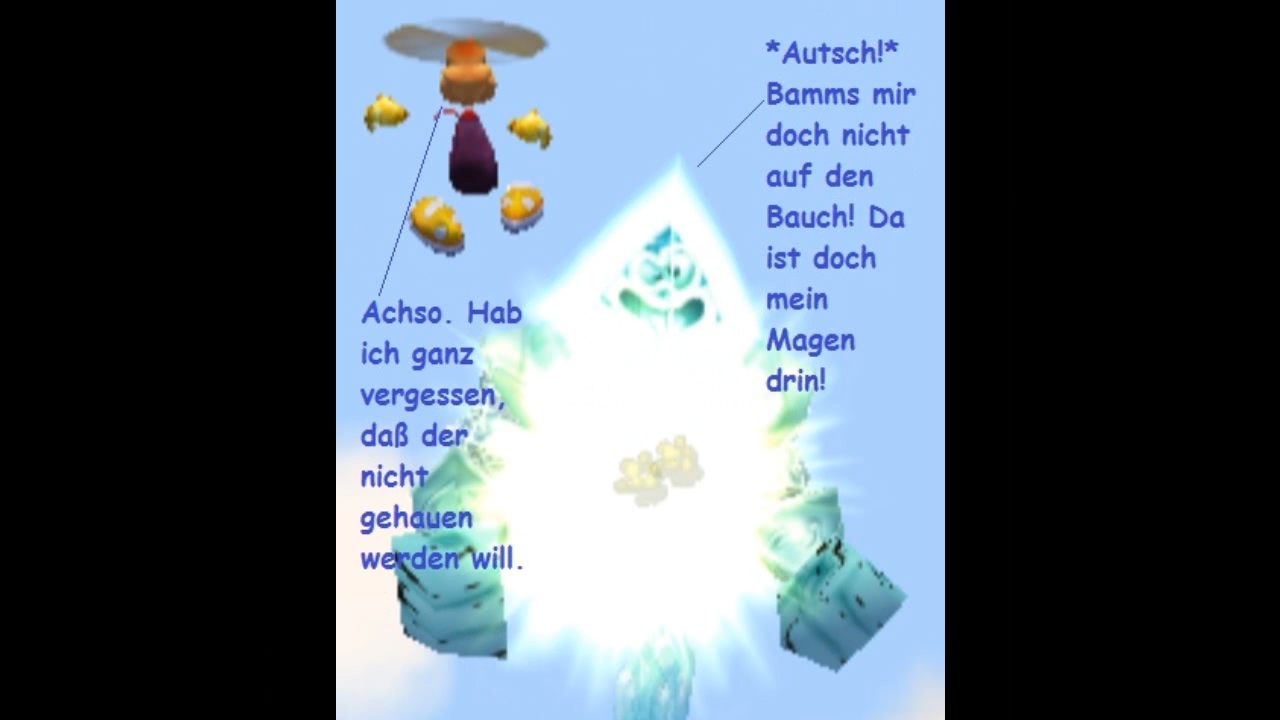 *Autsch!*
Bamms mir
doch nicht
auf den
Bauch! Da
ist doch
mein
Magen
drin!
Achso. Hab
ich ganz
vergessen,
daß der
nicht
gehauen
werden will.